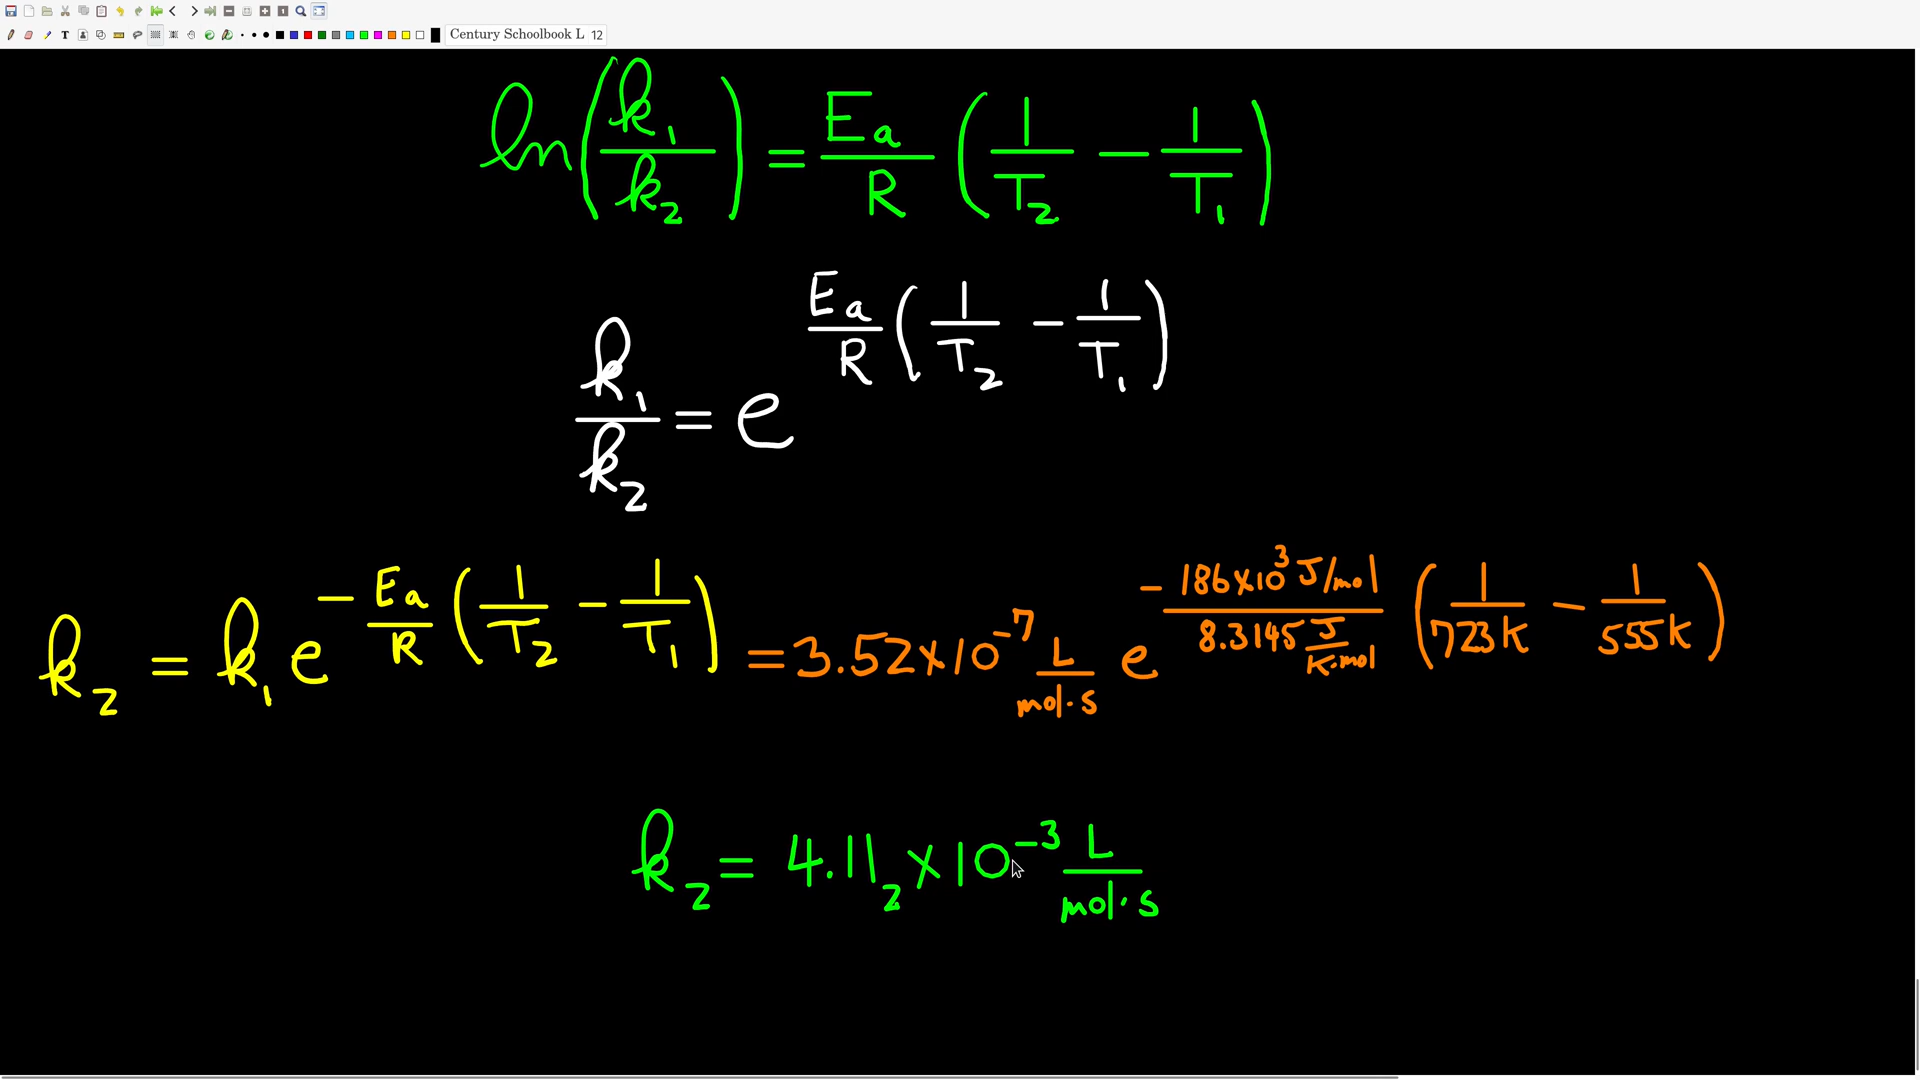 Century Schoolbook L 12
ln(k₁/k₂) = Eₐ/R (1/T₂ − 1/T₁)
k₁/k₂ = e^(Eₐ/R (1/T₂ − 1/T₁))
k₂ = k₁ e^(−Eₐ/R (1/T₂ − 1/T₁)) = 3.52×10⁻⁷ L/mol·s e^(−186×10³ J/mol / 8.3145 J/K·mol (1/723K − 1/555K))
k₂ = 4.11₂ × 10⁻³ L/mol·s